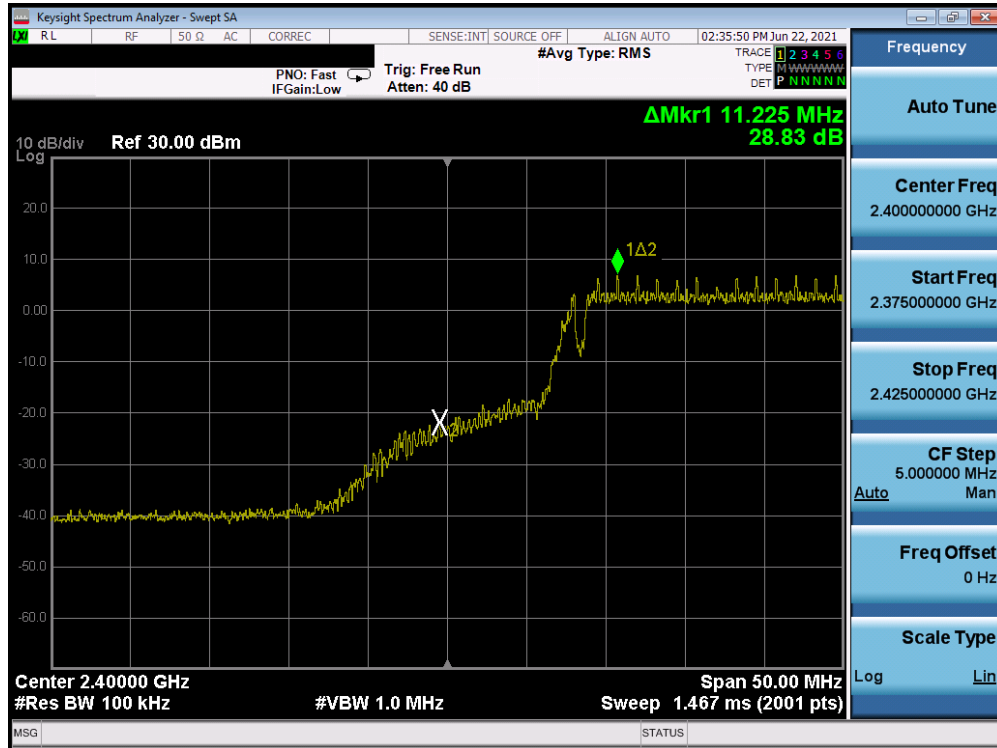 Keysight Spectrum Analyzer - Swept SA
LXI RL RF 50 Ω AC CORREC SENSE:INT SOURCE OFF ALIGN AUTO 02:35:50 PM Jun 22, 2021
#Avg Type: RMS
TRACE 1 2 3 4 5 6
PNO: Fast Trig: Free Run TYPE M WWWWW
IFGain:Low Atten: 40 dB DET P N N N N N
ΔMkr1 11.225 MHz
28.83 dB
10 dB/div Ref 30.00 dBm
Log
20.0
1Δ2
10.0
0.00
-10.0
-20.0
X2
-30.0
-40.0
-50.0
-60.0
Center 2.40000 GHz Span 50.00 MHz
#Res BW 100 kHz #VBW 1.0 MHz Sweep 1.467 ms (2001 pts)
MSG STATUS
Frequency
Auto Tune
Center Freq
2.400000000 GHz
Start Freq
2.375000000 GHz
Stop Freq
2.425000000 GHz
CF Step
5.000000 MHz
Auto Man
Freq Offset
0 Hz
Scale Type
Log Lin